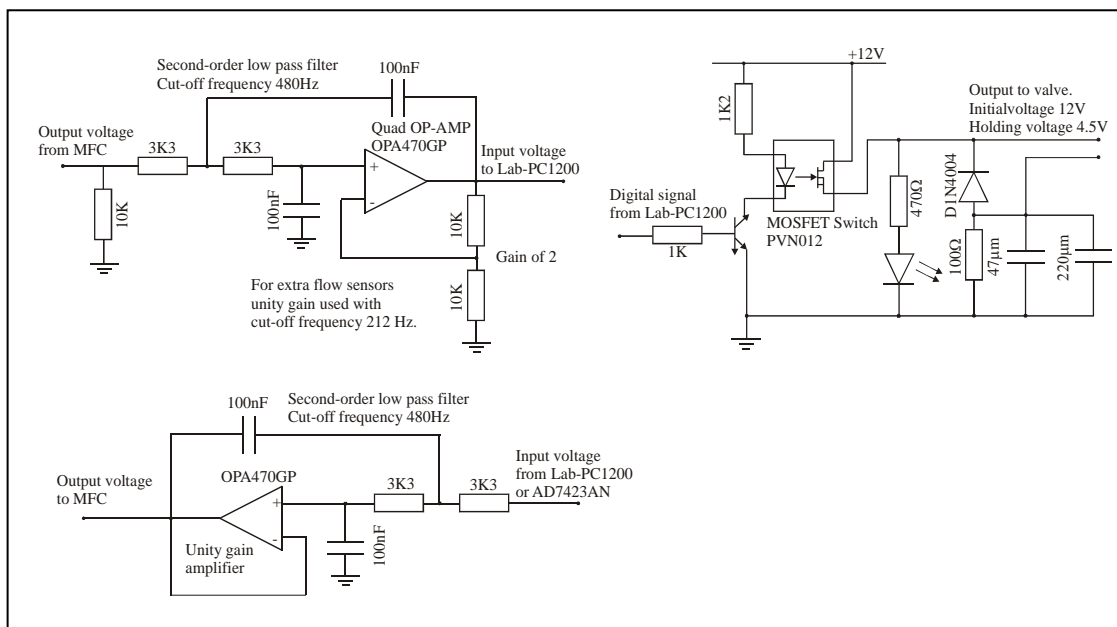 Second-order low pass filter
Cut-off frequency 480Hz
100nF
Quad OP-AMP
OPA470GP
Output voltage
from MFC
3K3
3K3
+
-
Input voltage
to Lab-PC1200
10K
100nF
10K
Gain of 2
10K
For extra flow sensors
unity gain used with
cut-off frequency 212 Hz.
+12V
1K2
Output to valve.
Initialvoltage 12V
Holding voltage 4.5V
Digital signal
from Lab-PC1200
1K
MOSFET Switch
PVN012
470Ω
D1N4004
100Ω
47µm
220µm
Second-order low pass filter
Cut-off frequency 480Hz
100nF
OPA470GP
Output voltage
to MFC
+
-
3K3
3K3
Input voltage
from Lab-PC1200
or AD7423AN
100nF
Unity gain
amplifier